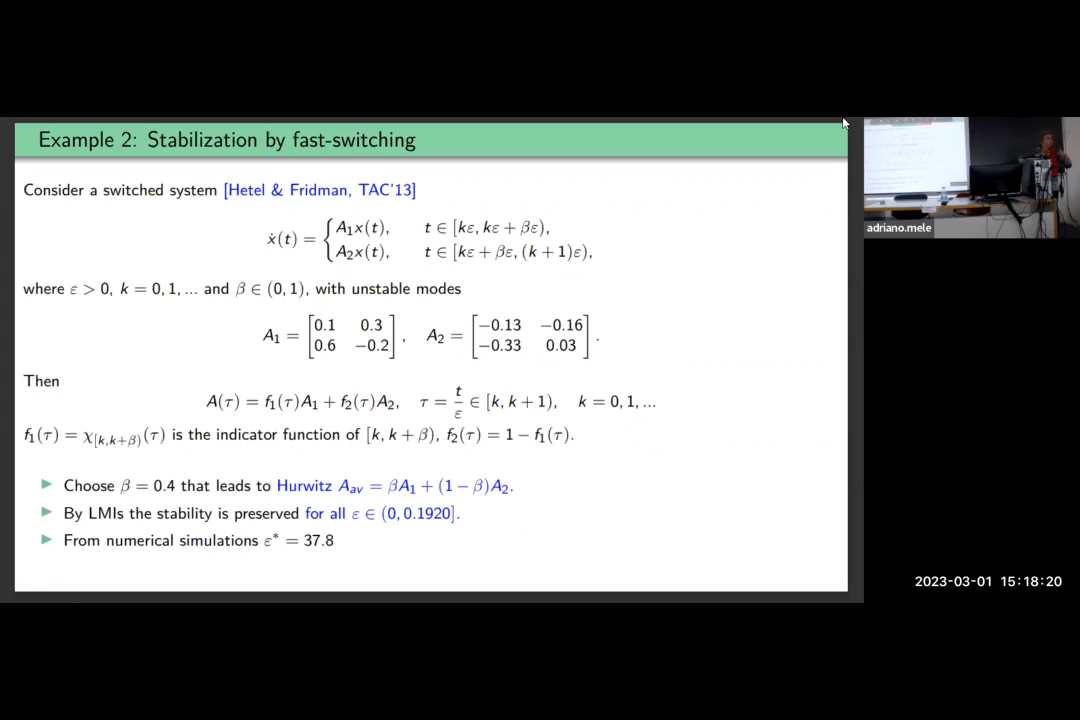 Example 2: Stabilization by fast-switching
Consider a switched system [Hetel & Fridman, TAC'13]
ẋ(t) = { A₁x(t), t ∈ [kε, kε + βε),
A₂x(t), t ∈ [kε + βε, (k + 1)ε),
where ε > 0, k = 0, 1, ... and β ∈ (0, 1), with unstable modes
A₁ = [0.1 0.3; 0.6 −0.2], A₂ = [−0.13 −0.16; −0.33 0.03].
Then
A(τ) = f₁(τ)A₁ + f₂(τ)A₂, τ = t/ε ∈ [k, k + 1), k = 0, 1, ...
f₁(τ) = χ_[k,k+β)(τ) is the indicator function of [k, k + β), f₂(τ) = 1 − f₁(τ).
Choose β = 0.4 that leads to Hurwitz A_av = βA₁ + (1 − β)A₂.
By LMIs the stability is preserved for all ε ∈ (0, 0.1920].
From numerical simulations ε* = 37.8
adriano.mele
2023-03-01 15:18:20